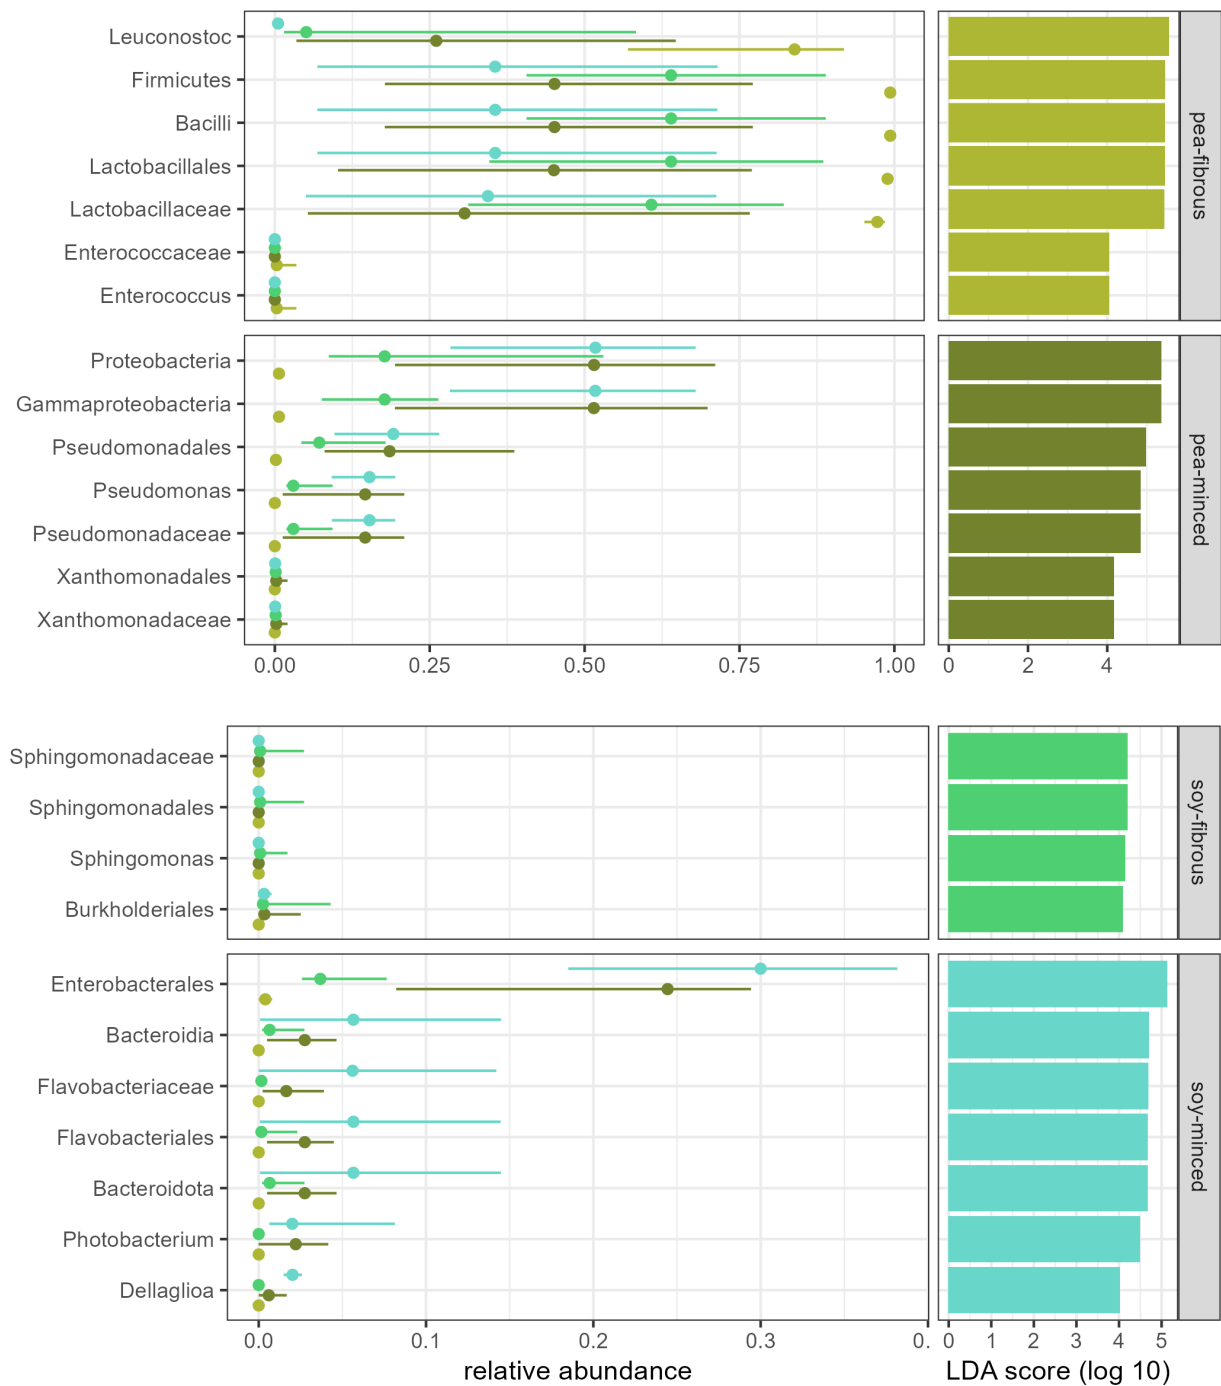 Leuconostoc
Firmicutes
Bacilli
Lactobacillales
Lactobacillaceae
Enterococcaceae
Enterococcus
pea-fibrous
Proteobacteria
Gammaproteobacteria
Pseudomonadales
Pseudomonas
Pseudomonadaceae
Xanthomonadales
Xanthomonadaceae
pea-minced
0.00 0.25 0.50 0.75 1.00 0 2 4
Sphingomonadaceae
Sphingomonadales
Sphingomonas
Burkholderiales
soy-fibrous
Enterobacterales
Bacteroidia
Flavobacteriaceae
Flavobacteriales
Bacteroidota
Photobacterium
Dellaglioa
soy-minced
0.0 0.1 0.2 0.3 0. 0 1 2 3 4 5
relative abundance LDA score (log 10)